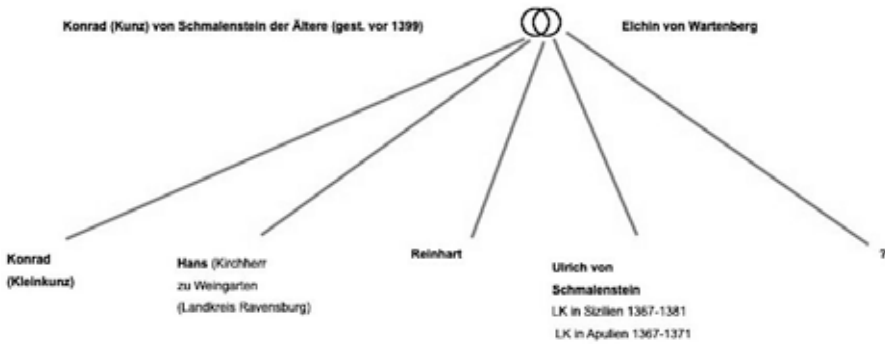 Konrad (Kunz) von Schmalenstein der Ältere (gest. vor 1399)
Elchin von Wartenberg
Konrad
(Kleinkunz)
Hans (Kirchherr
zu Weingarten
(Landkreis Ravensburg)
Reinhart
Ulrich von
Schmalenstein
LK in Sizilien 1367-1381
LK in Apulien 1367-1371
?